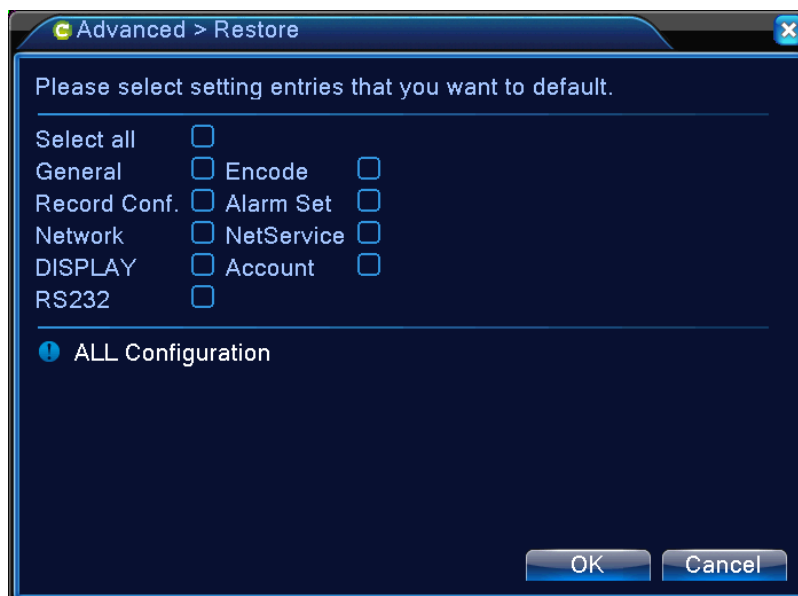 Advanced > Restore
Please select setting entries that you want to default.
Select all
General Encode
Record Conf. Alarm Set
Network NetService
DISPLAY Account
RS232
ALL Configuration
OK Cancel